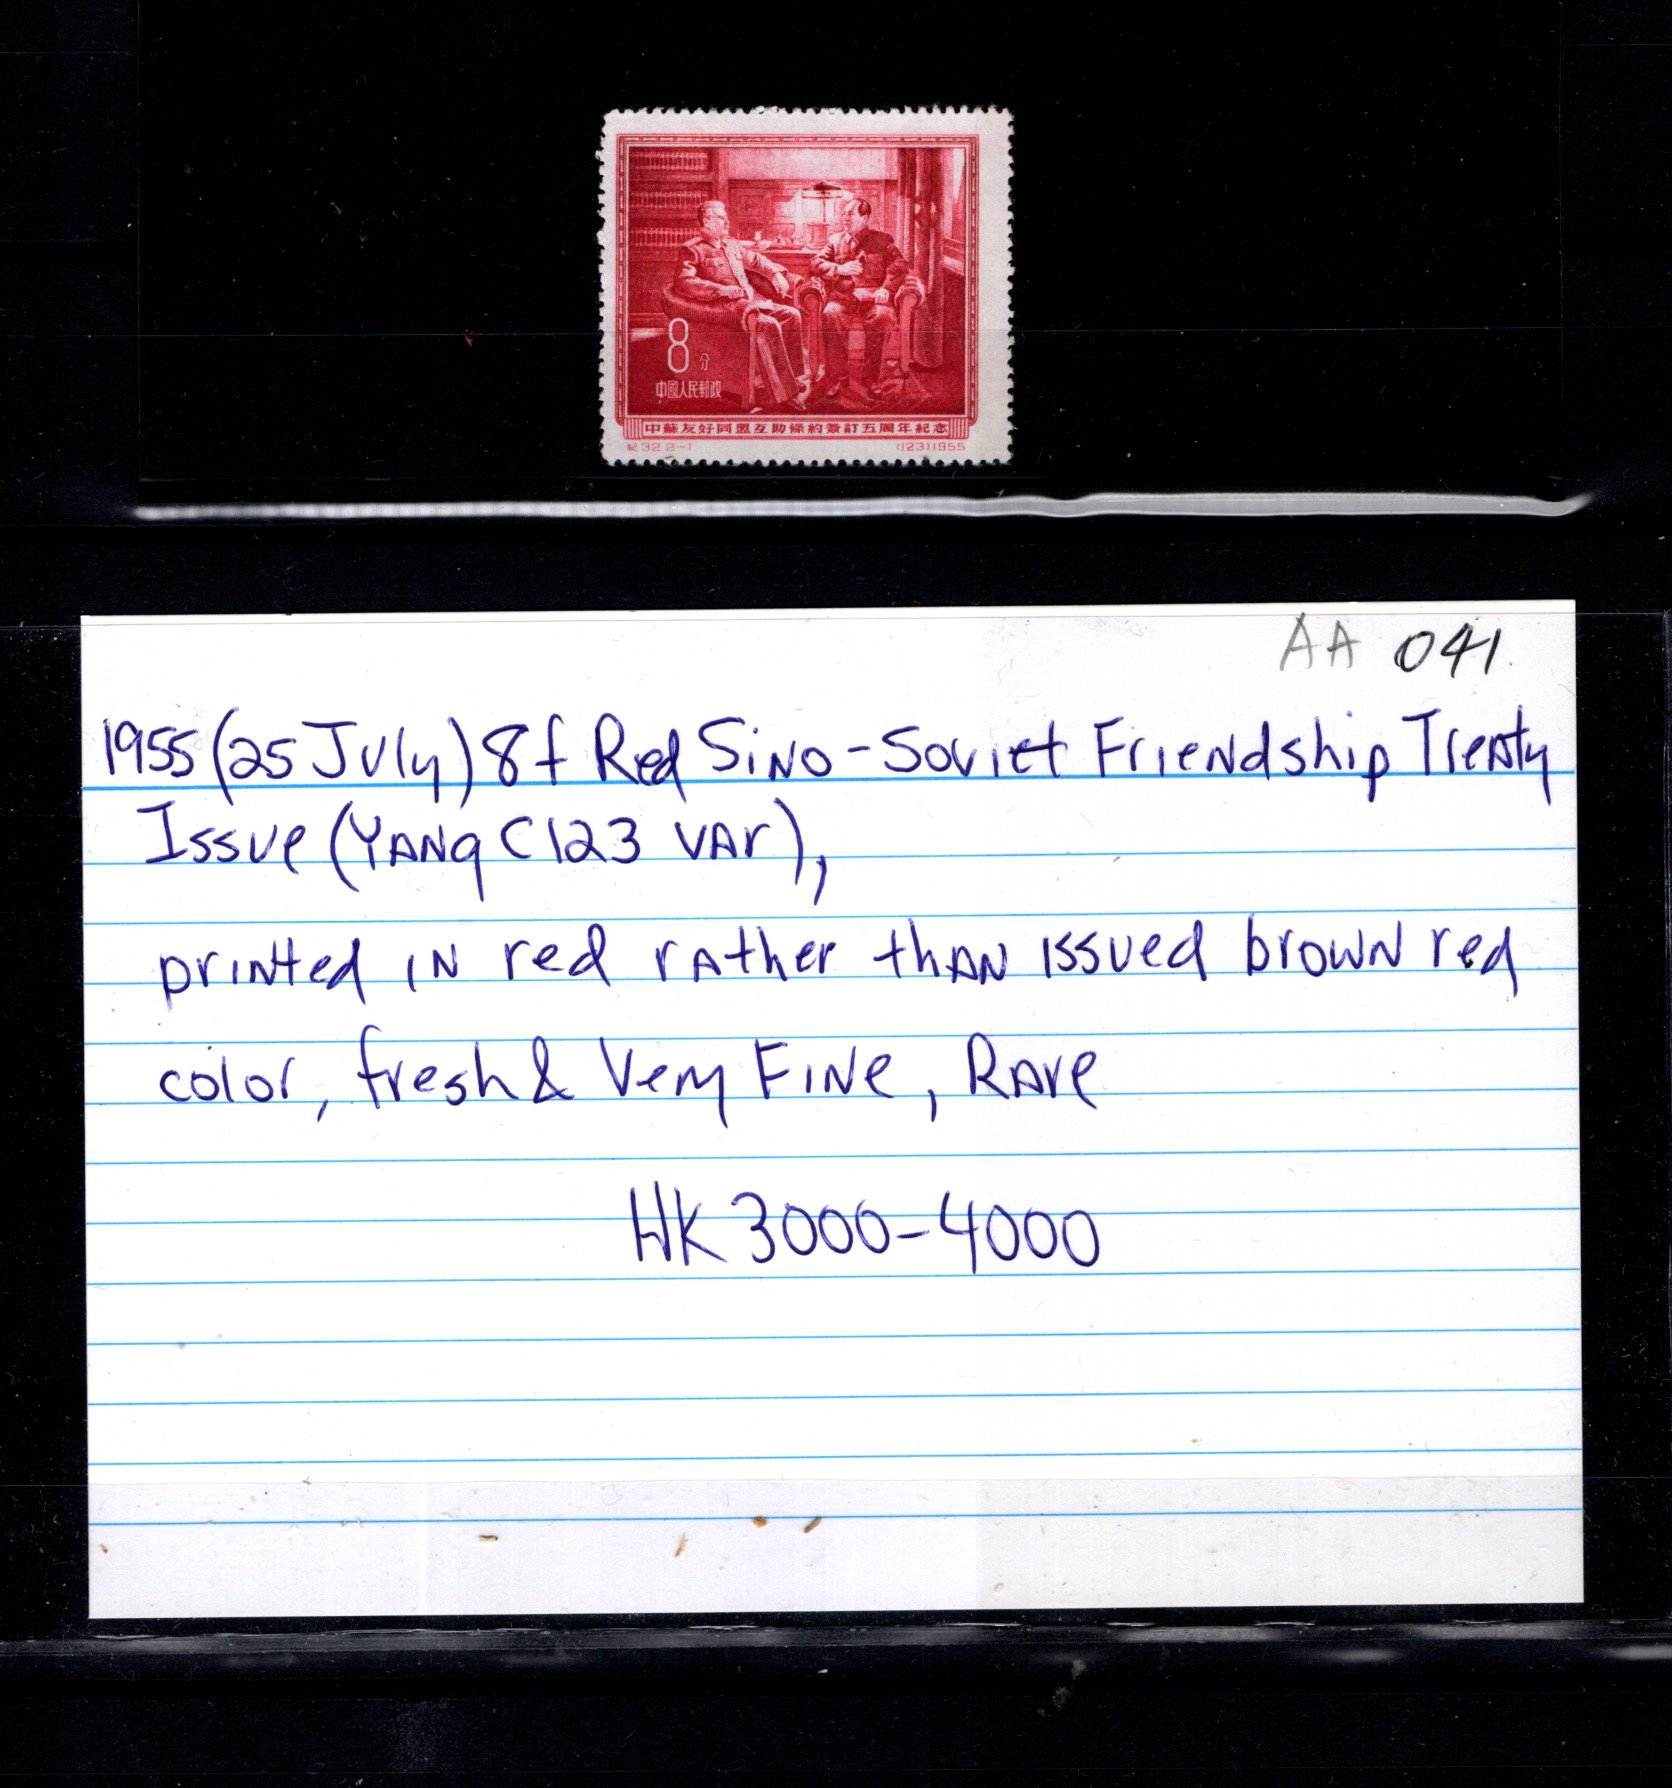 8分
中國人民郵政
中蘇友好同盟互助條約簽訂五周年紀念
紀32.2-1 (123)1955
AA 041
1955 (25 July) 8f Red Sino-Soviet Friendship Treaty
Issue (Yang C123 var),
printed in red rather than issued brown red
color, fresh & Very Fine, Rare
HK 3000-4000